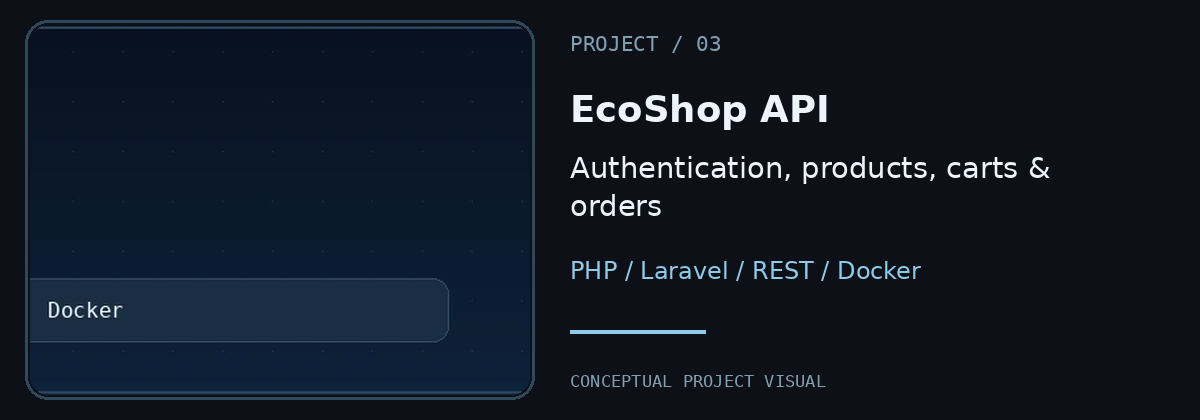 Docker
PROJECT / 03
EcoShop API
Authentication, products, carts &
orders
PHP / Laravel / REST / Docker
CONCEPTUAL PROJECT VISUAL